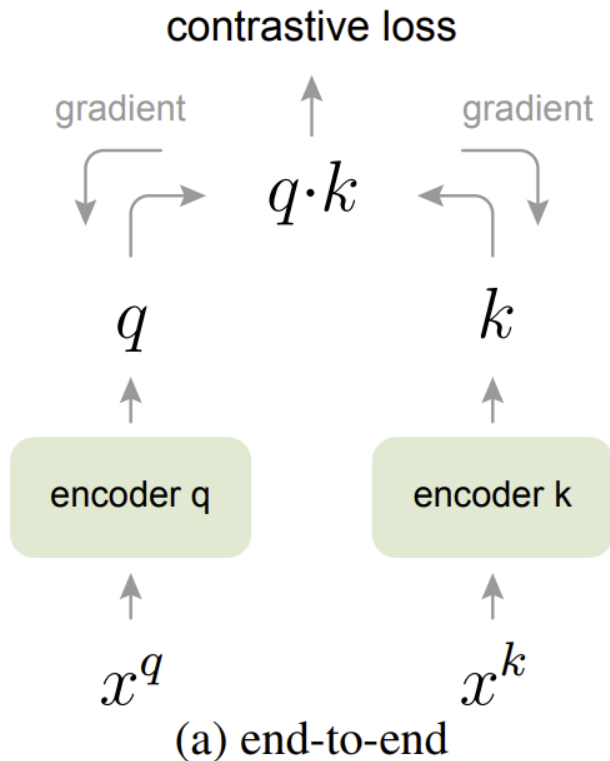 contrastive loss
gradient gradient
q·k
q k
encoder q encoder k
x^q x^k
(a) end-to-end